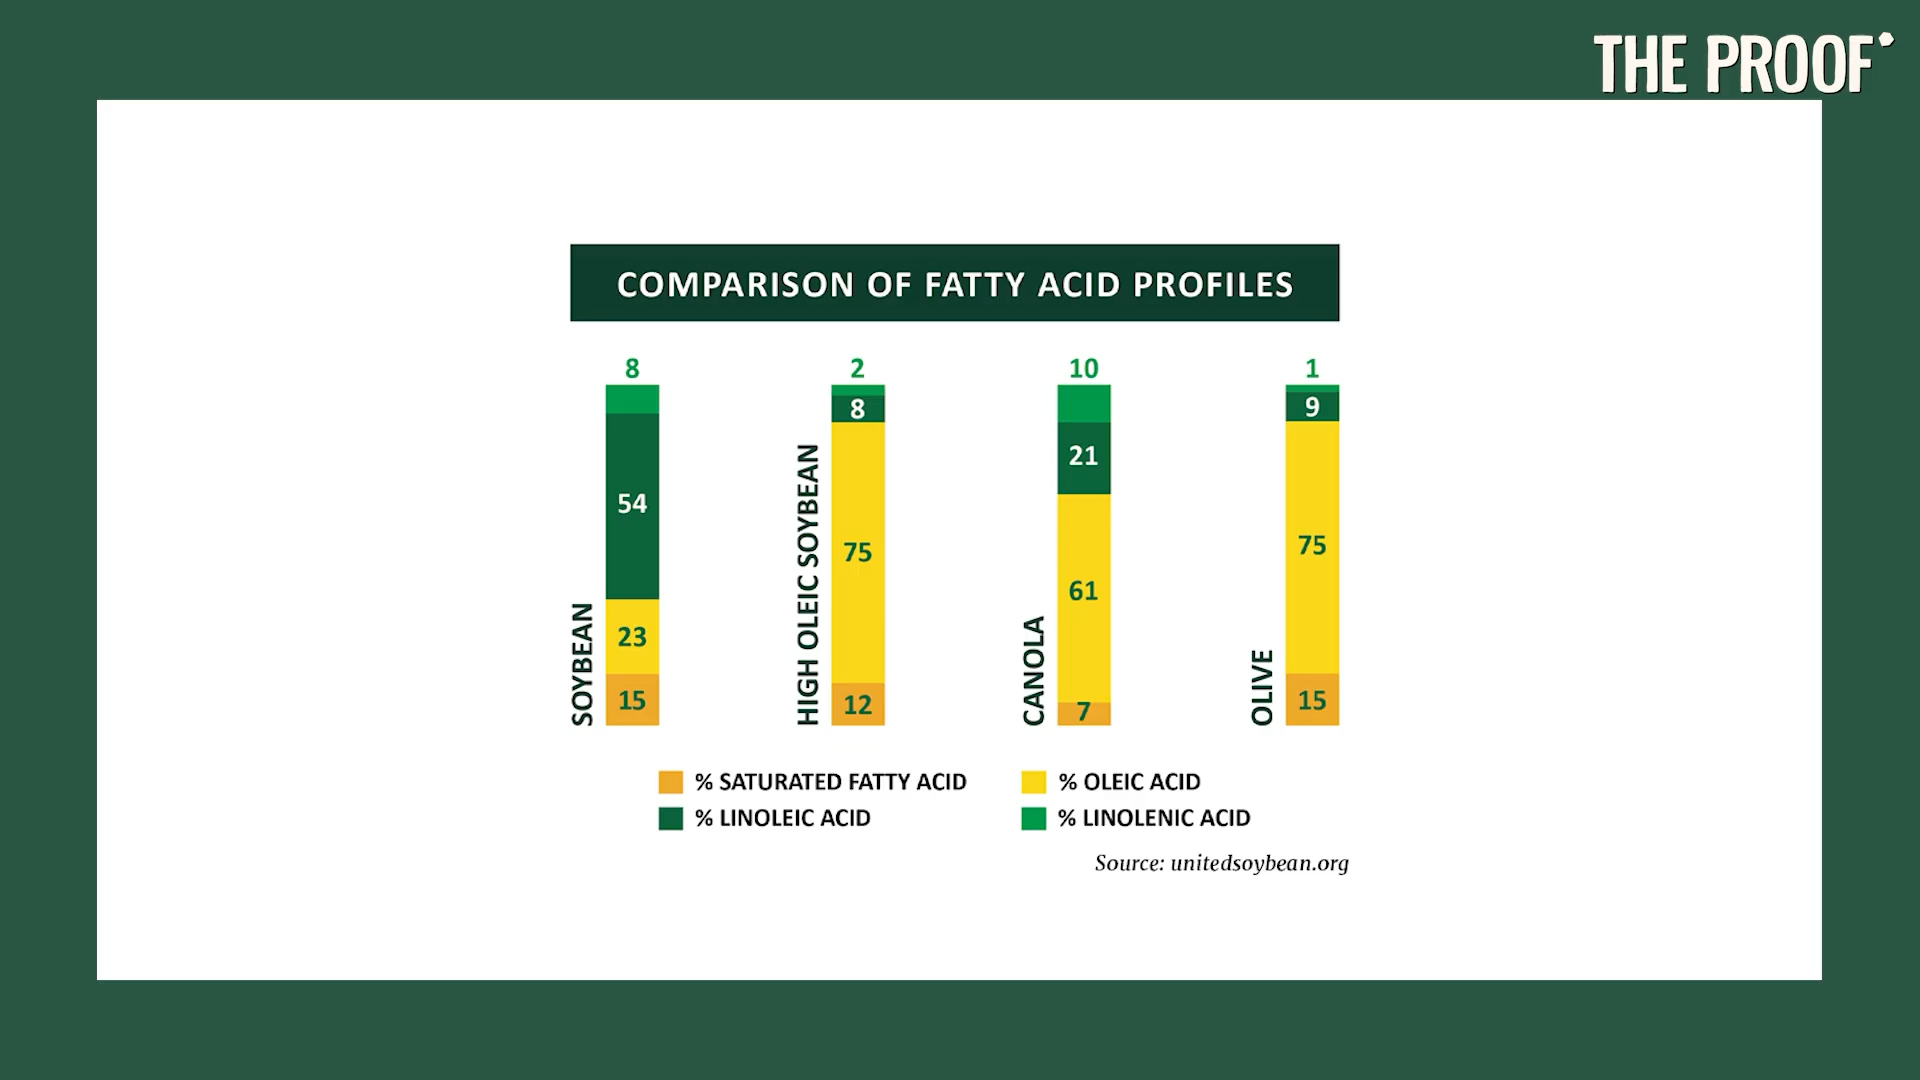 THE PROOF
COMPARISON OF FATTY ACID PROFILES
8
54
23
15
SOYBEAN
2
8
75
12
HIGH OLEIC SOYBEAN
10
21
61
7
CANOLA
1
9
75
15
OLIVE
% SATURATED FATTY ACID
% OLEIC ACID
% LINOLEIC ACID
% LINOLENIC ACID
Source: unitedsoybean.org